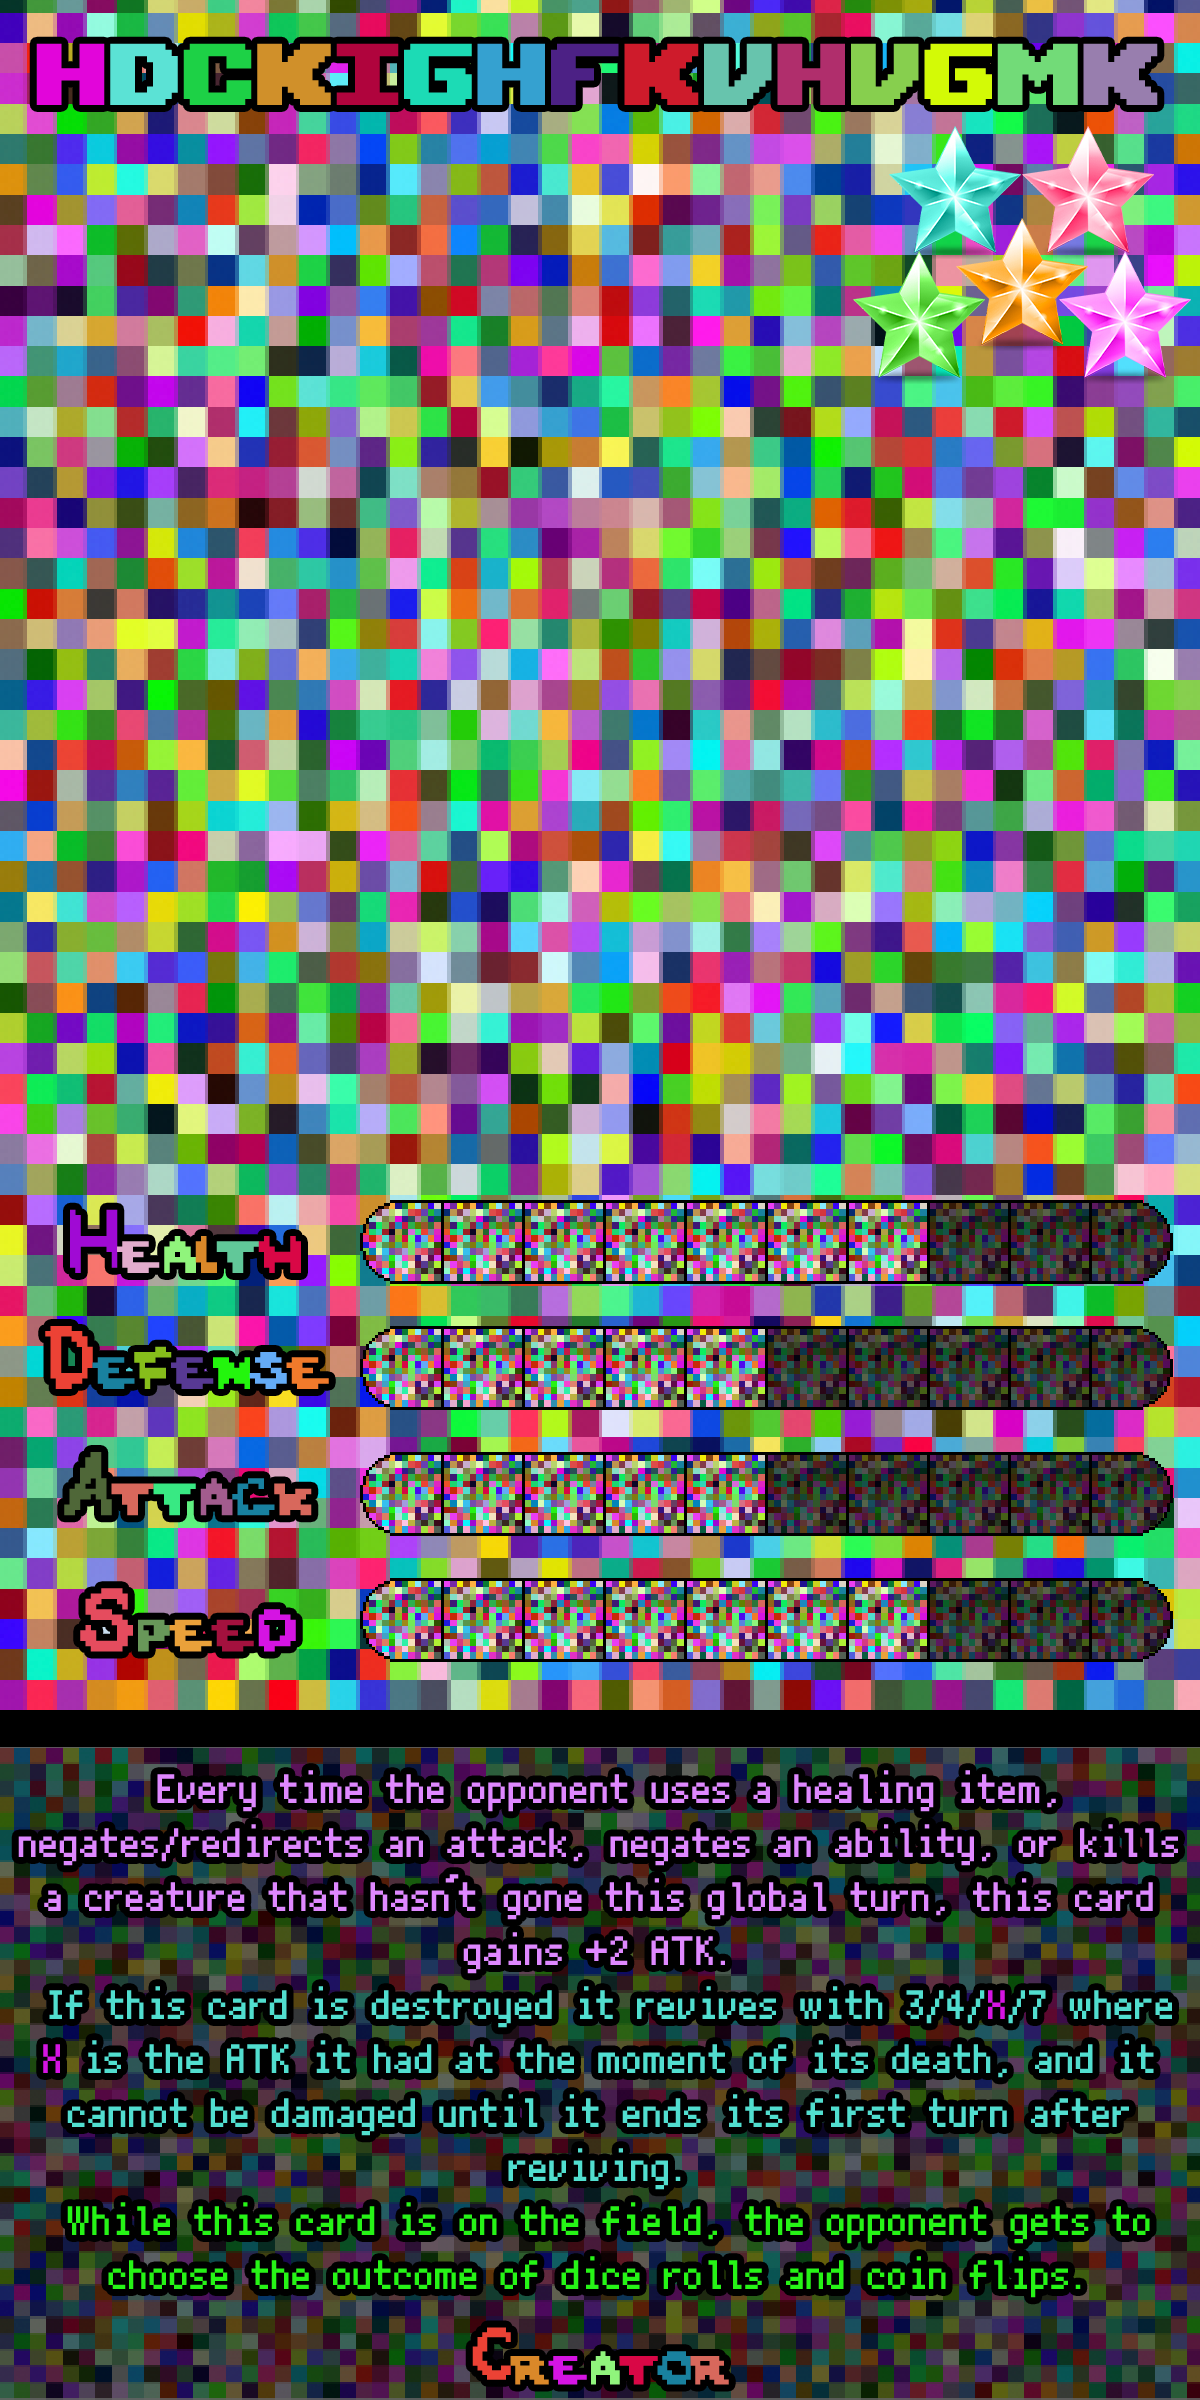 HDCKIGHFKVHVGMK
HEALTH
DEFENSE
ATTACK
SPEED
Every time the opponent uses a healing item,
negates/redirects an attack, negates an ability, or kills
a creature that hasn't gone this global turn, this card
gains +2 ATK.
If this card is destroyed it revives with 3/4/X/7 where
X is the ATK it had at the moment of its death, and it
cannot be damaged until it ends its first turn after
reviving.
While this card is on the field, the opponent gets to
choose the outcome of dice rolls and coin flips.
CREATOR